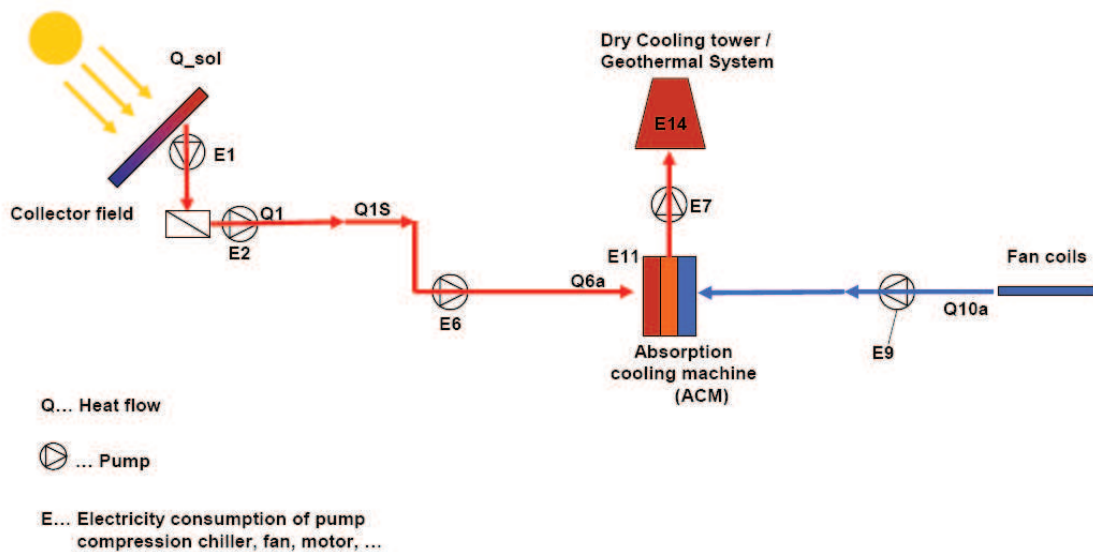 Q_sol
Dry Cooling tower /
Geothermal System
E14
E1
Collector field
Q1
Q1S
E2
E7
E11
Fan coils
Q6a
Q10a
E6
E9
Absorption
cooling machine
(ACM)
Q... Heat flow
... Pump
E... Electricity consumption of pump
compression chiller, fan, motor, ...